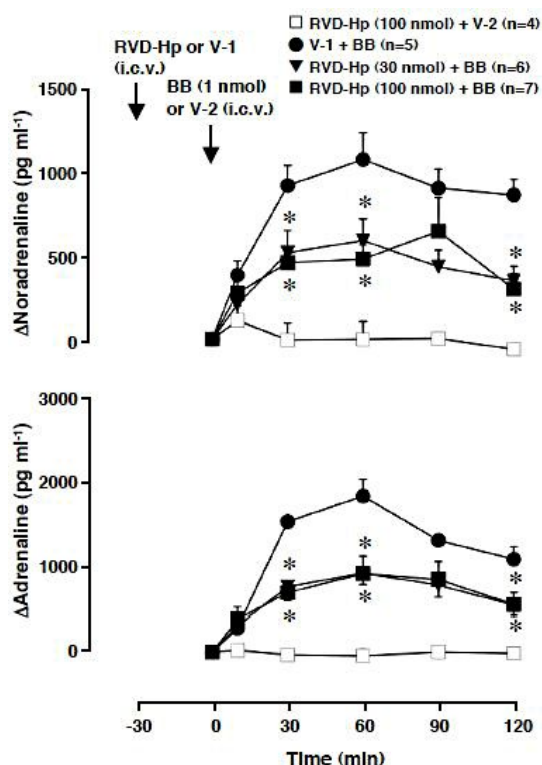 RVD-Hp (100 nmol) + V-2 (n=4)
V-1 + BB (n=5)
RVD-Hp (30 nmol) + BB (n=6)
RVD-Hp (100 nmol) + BB (n=7)
RVD-Hp or V-1
(i.c.v.)
BB (1 nmol)
or V-2 (i.c.v.)
ΔNoradrenaline (pg ml-1)
1500
1000
500
0
* *
* *
*
*
ΔAdrenaline (pg ml-1)
3000
2000
1000
0
* *
* *
*
*
-30 0 30 60 90 120
Time (min)